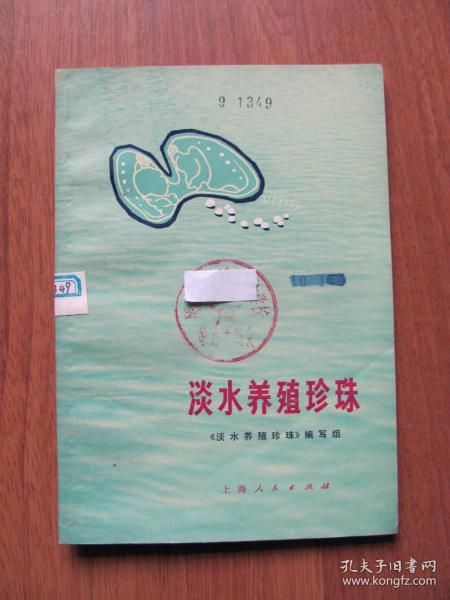 9 1349
349
淡水养殖珍珠
《淡水养殖珍珠》编写组
上海人民出版社
孔夫子旧书网
www.kongfz.com